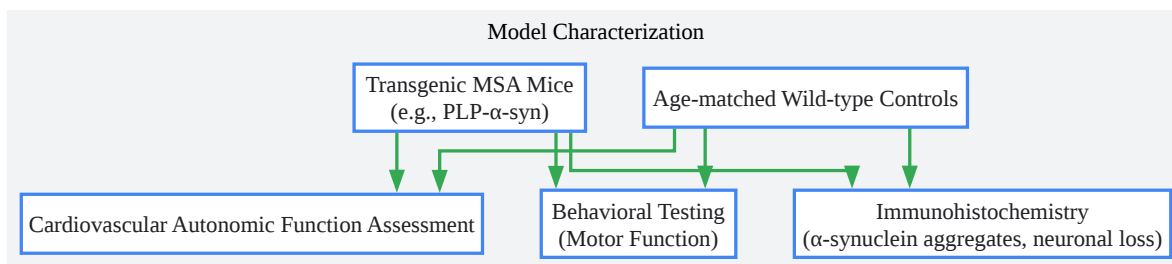 Model Characterization
Transgenic MSA Mice
(e.g., PLP-α-syn)
Age-matched Wild-type Controls
Cardiovascular Autonomic Function Assessment
Behavioral Testing
(Motor Function)
Immunohistochemistry
(α-synuclein aggregates, neuronal loss)